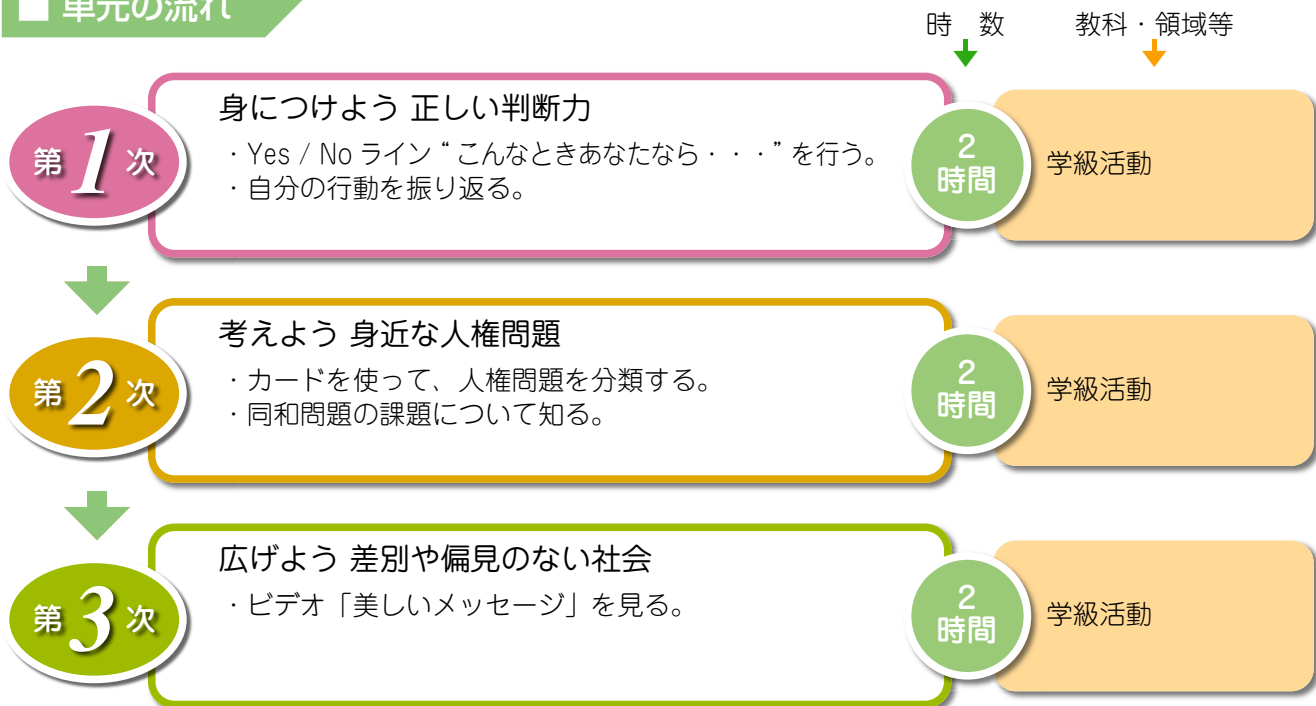 ■ 単元の流れ
時　数　教科・領域等
第1次
身につけよう 正しい判断力
・Yes / No ライン “こんなときあなたなら・・・” を行う。
・自分の行動を振り返る。
2
時間
学級活動
第2次
考えよう 身近な人権問題
・カードを使って、人権問題を分類する。
・同和問題の課題について知る。
2
時間
学級活動
第3次
広げよう 差別や偏見のない社会
・ビデオ「美しいメッセージ」を見る。
2
時間
学級活動